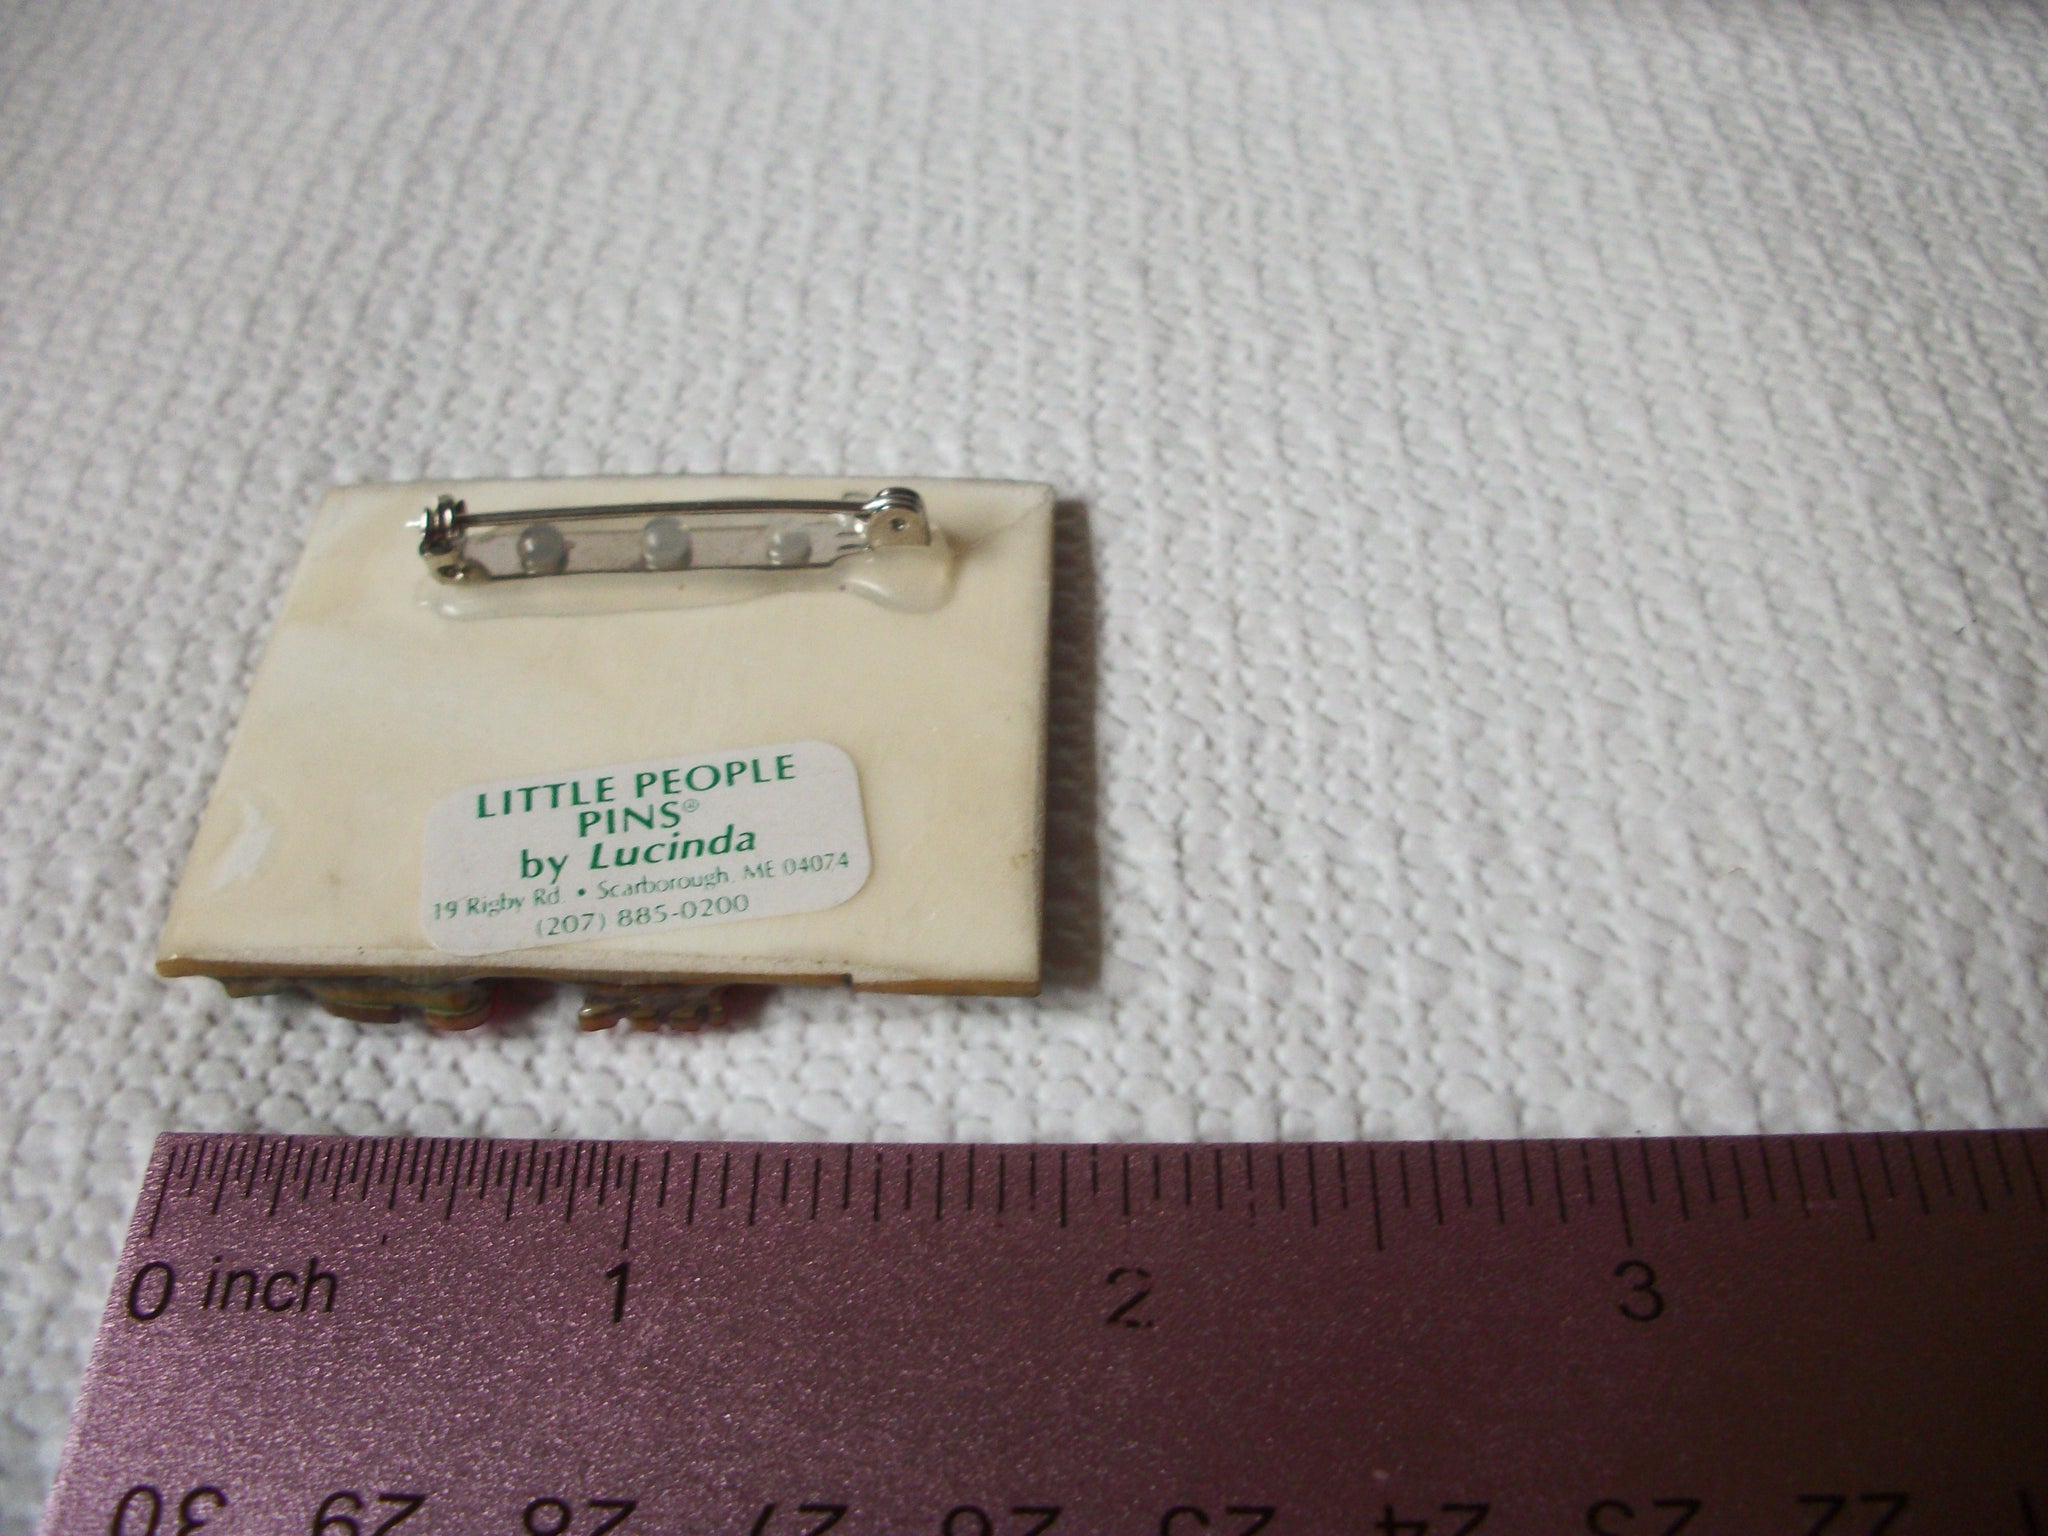 LITTLE PEOPLE
PINS®
by Lucinda
19 Rigby Rd. • Scarborough, ME 04074
(207) 885-0200
0 inch 1 2 3
30 29 28 27 26 25 24 23 22